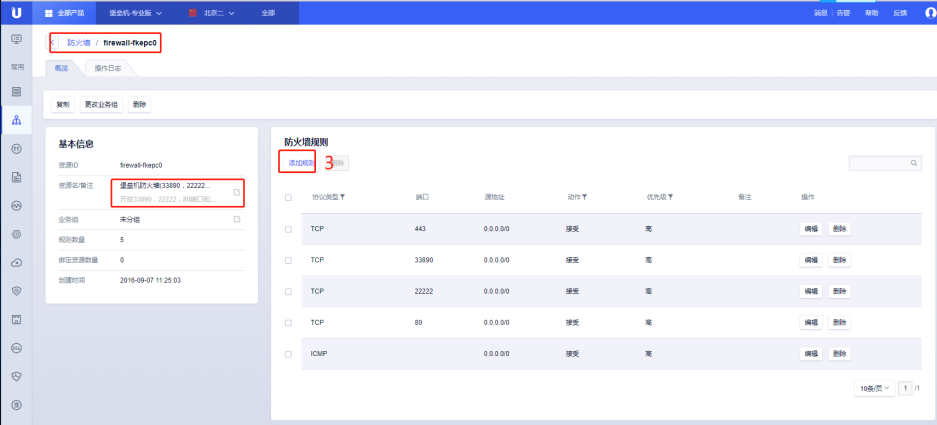 全部产品 堡垒机-专业版 北京二 全部 消息 告警 帮助 反馈
防火墙 / firewall-fkepc0
常用 概览 操作日志
复制 更改业务组 删除
基本信息
资源ID firewall-fkepc0
资源名/备注 堡垒机防火墙(33890，22222...
开放33890，22222，80端口和...
业务组 未分组
规则数量 5
绑定资源数量 0
创建时间 2016-09-07 11:25:03
防火墙规则
添加规则 3 删除
协议类型 端口 源地址 动作 优先级 备注 操作
TCP 443 0.0.0.0/0 接受 高 编辑 删除
TCP 33890 0.0.0.0/0 接受 高 编辑 删除
TCP 22222 0.0.0.0/0 接受 高 编辑 删除
TCP 80 0.0.0.0/0 接受 高 编辑 删除
ICMP 0.0.0.0/0 接受 高 编辑 删除
10条/页 1 /1